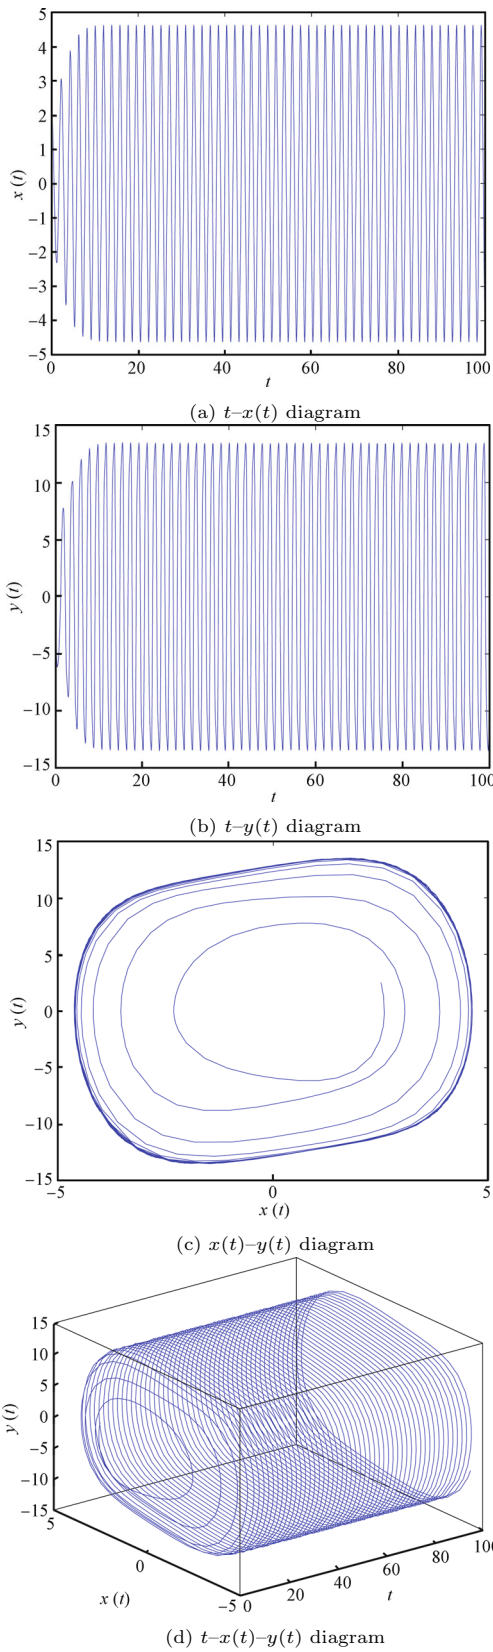 5
4
3
2
1
0
−1
−2
−3
−4
−5
x (t)
0 20 40 60 80 100
t
(a) t–x(t) diagram
15
10
5
0
−5
−10
−15
y (t)
0 20 40 60 80 100
t
(b) t–y(t) diagram
15
10
5
0
−5
−10
−15
y (t)
−5 0 5
x (t)
(c) x(t)–y(t) diagram
15
10
5
0
−5
−10
−15
y (t)
5
0
−5
x (t)
0
20
40
60
80
100
t
(d) t–x(t)–y(t) diagram